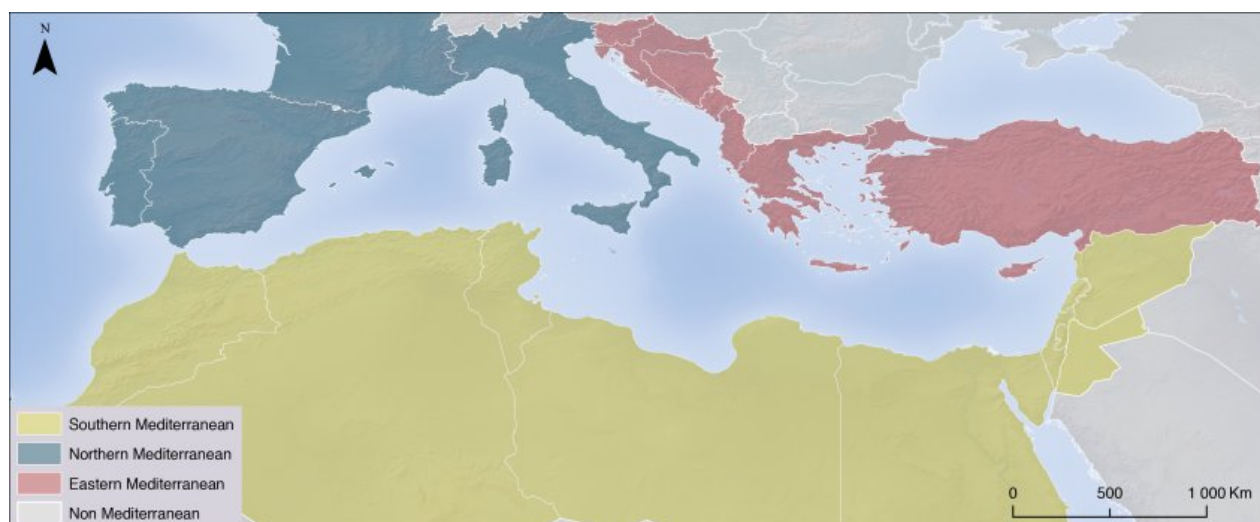 N
Southern Mediterranean
Northern Mediterranean
Eastern Mediterranean
Non Mediterranean
0 500 1 000 Km